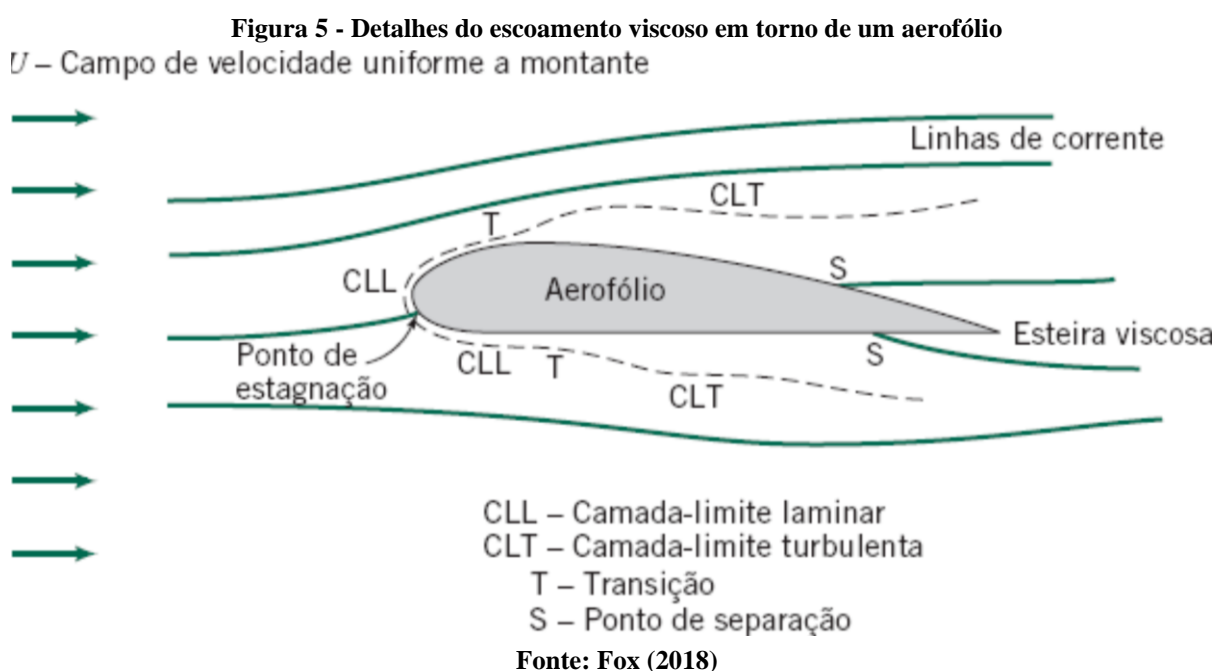 Figura 5 - Detalhes do escoamento viscoso em torno de um aerofólio
U – Campo de velocidade uniforme a montante
Linhas de corrente
CLT
T
CLL
S
Aerofólio
Esteira viscosa
Ponto de
estagnação
CLL
T
S
CLT
CLL – Camada-limite laminar
CLT – Camada-limite turbulenta
T – Transição
S – Ponto de separação
Fonte: Fox (2018)